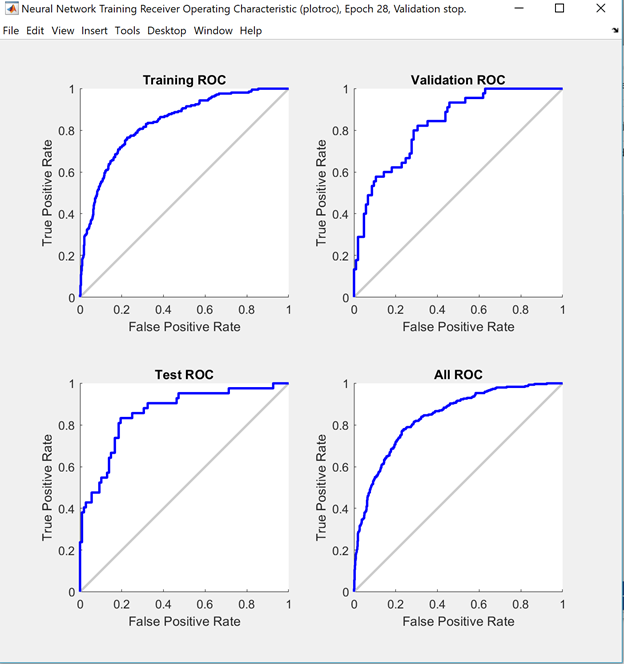 Neural Network Training Receiver Operating Characteristic (plotroc), Epoch 28, Validation stop.
File Edit View Insert Tools Desktop Window Help
Training ROC
1
0.8
0.6
0.4
0.2
0
True Positive Rate
0 0.2 0.4 0.6 0.8 1
False Positive Rate
Validation ROC
1
0.8
0.6
0.4
0.2
0
True Positive Rate
0 0.2 0.4 0.6 0.8 1
False Positive Rate
Test ROC
1
0.8
0.6
0.4
0.2
0
True Positive Rate
0 0.2 0.4 0.6 0.8 1
False Positive Rate
All ROC
1
0.8
0.6
0.4
0.2
0
True Positive Rate
0 0.2 0.4 0.6 0.8 1
False Positive Rate